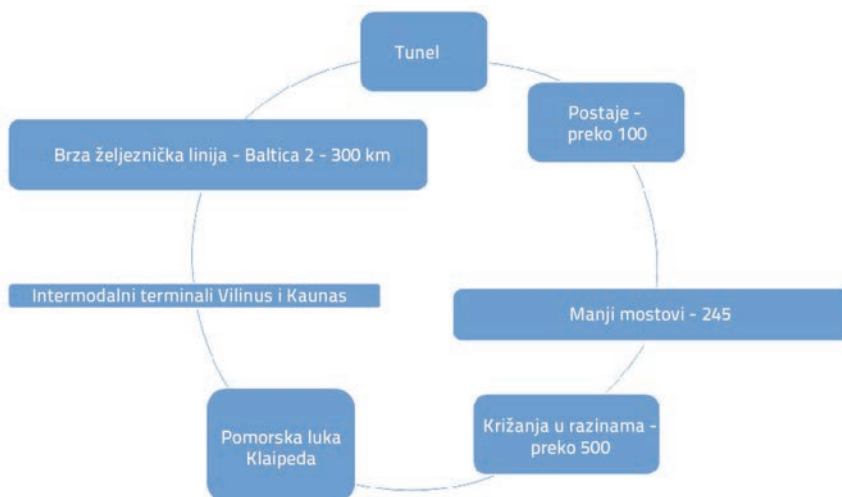 Tunel
Postaje -
preko 100
Brza željeznička linija - Baltica 2 - 300 km
Intermodalni terminali Vilinus i Kaunas
Manji mostovi - 245
Križanja u razinama -
preko 500
Pomorska luka
Klaipeda